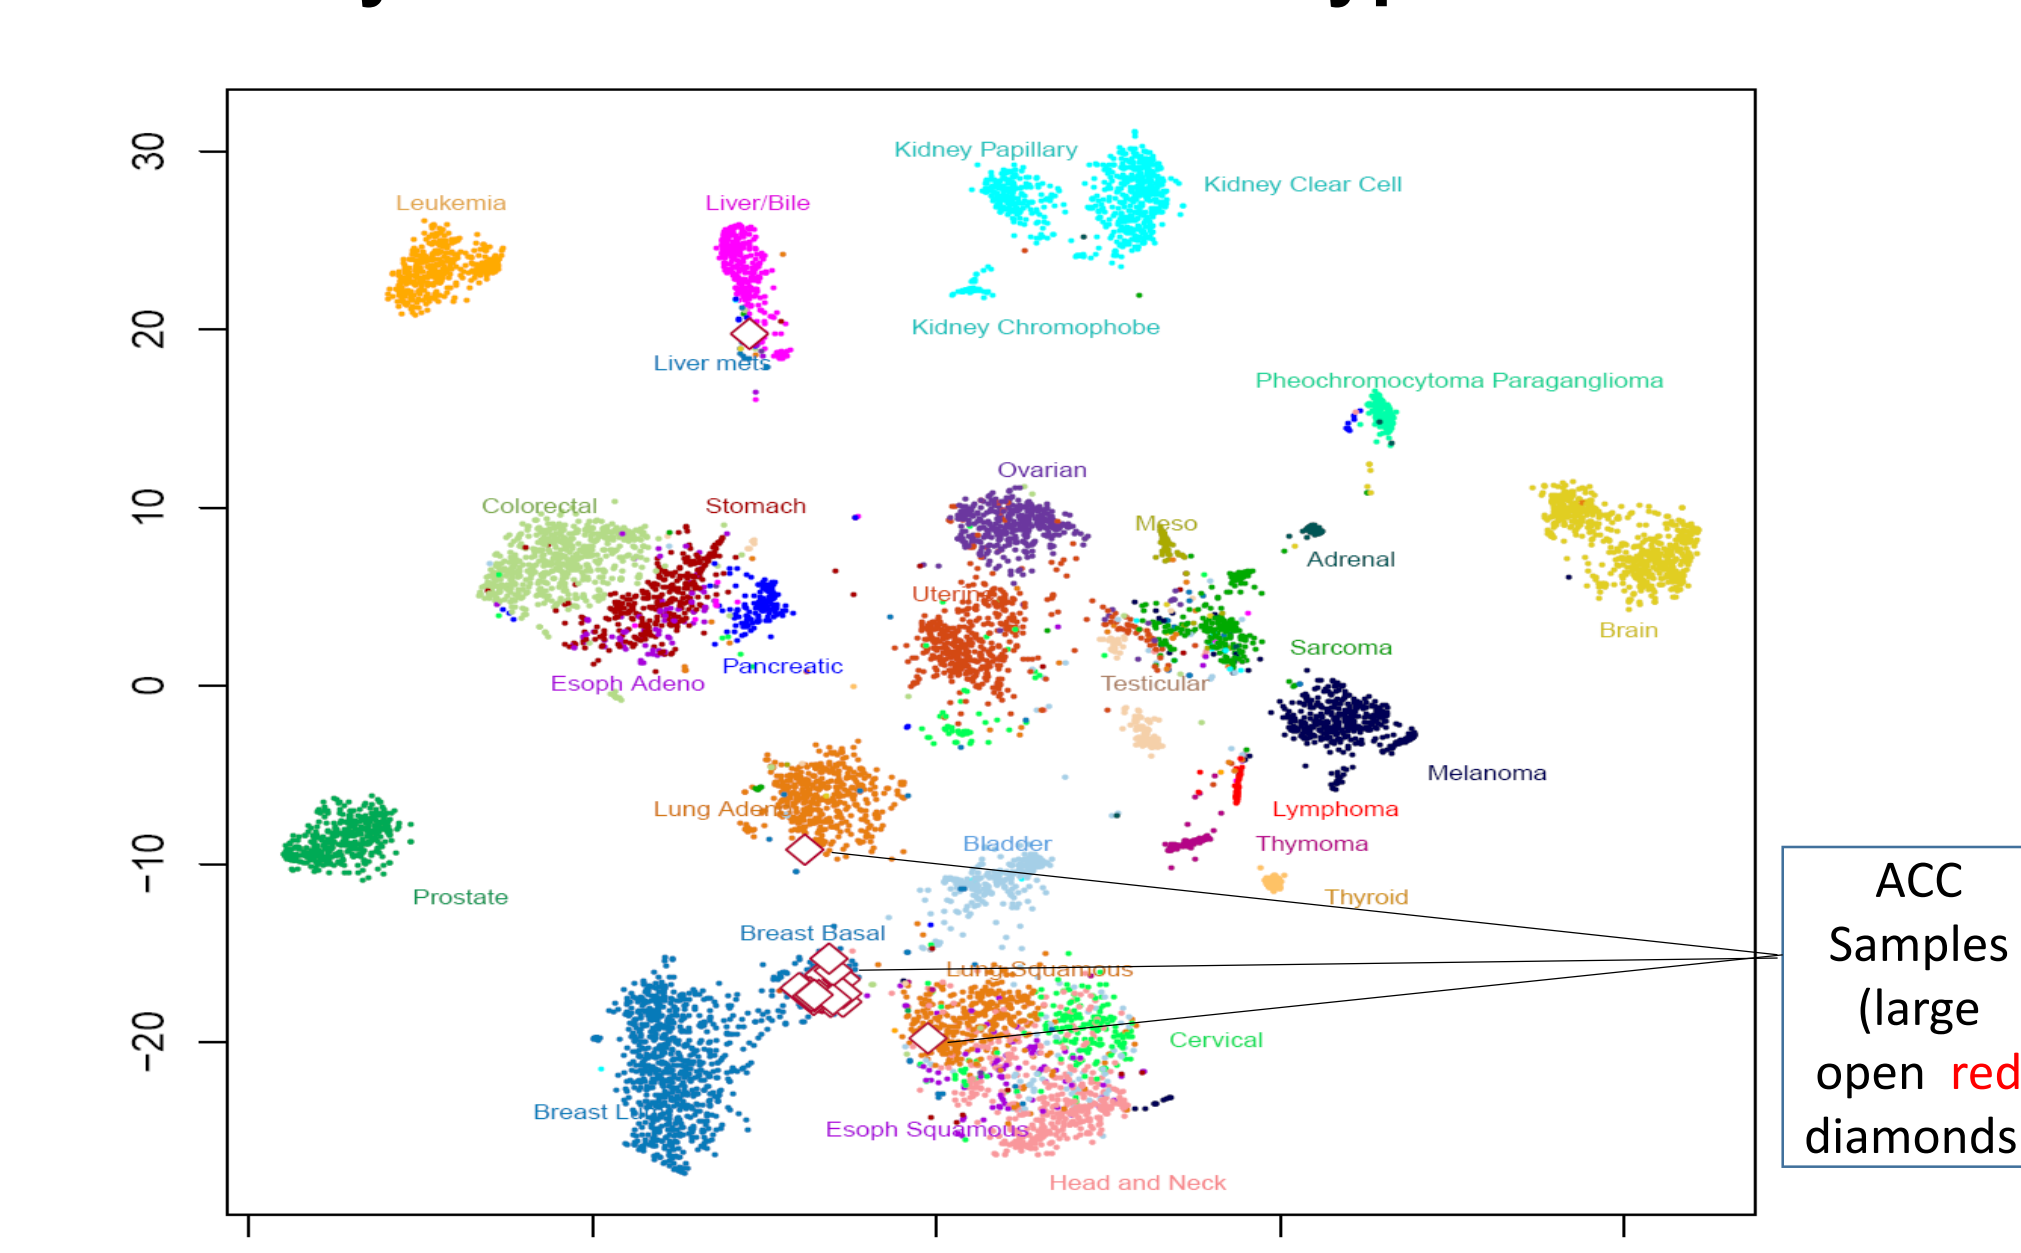 30
20
10
0
−10
−20
Kidney Papillary
Kidney Clear Cell
Leukemia
Liver/Bile
Kidney Chromophobe
Liver mets
Pheochromocytoma Paraganglioma
Ovarian
Colorectal
Stomach
Meso
Adrenal
Uterine
Brain
Sarcoma
Pancreatic
Esoph Adeno
Testicular
Melanoma
Lung Adeno
Lymphoma
Bladder
Thymoma
Prostate
Thyroid
Breast Basal
Lung Squamous
Cervical
Breast Lum
Esoph Squamous
Head and Neck
ACC
Samples
(large
open red
diamonds